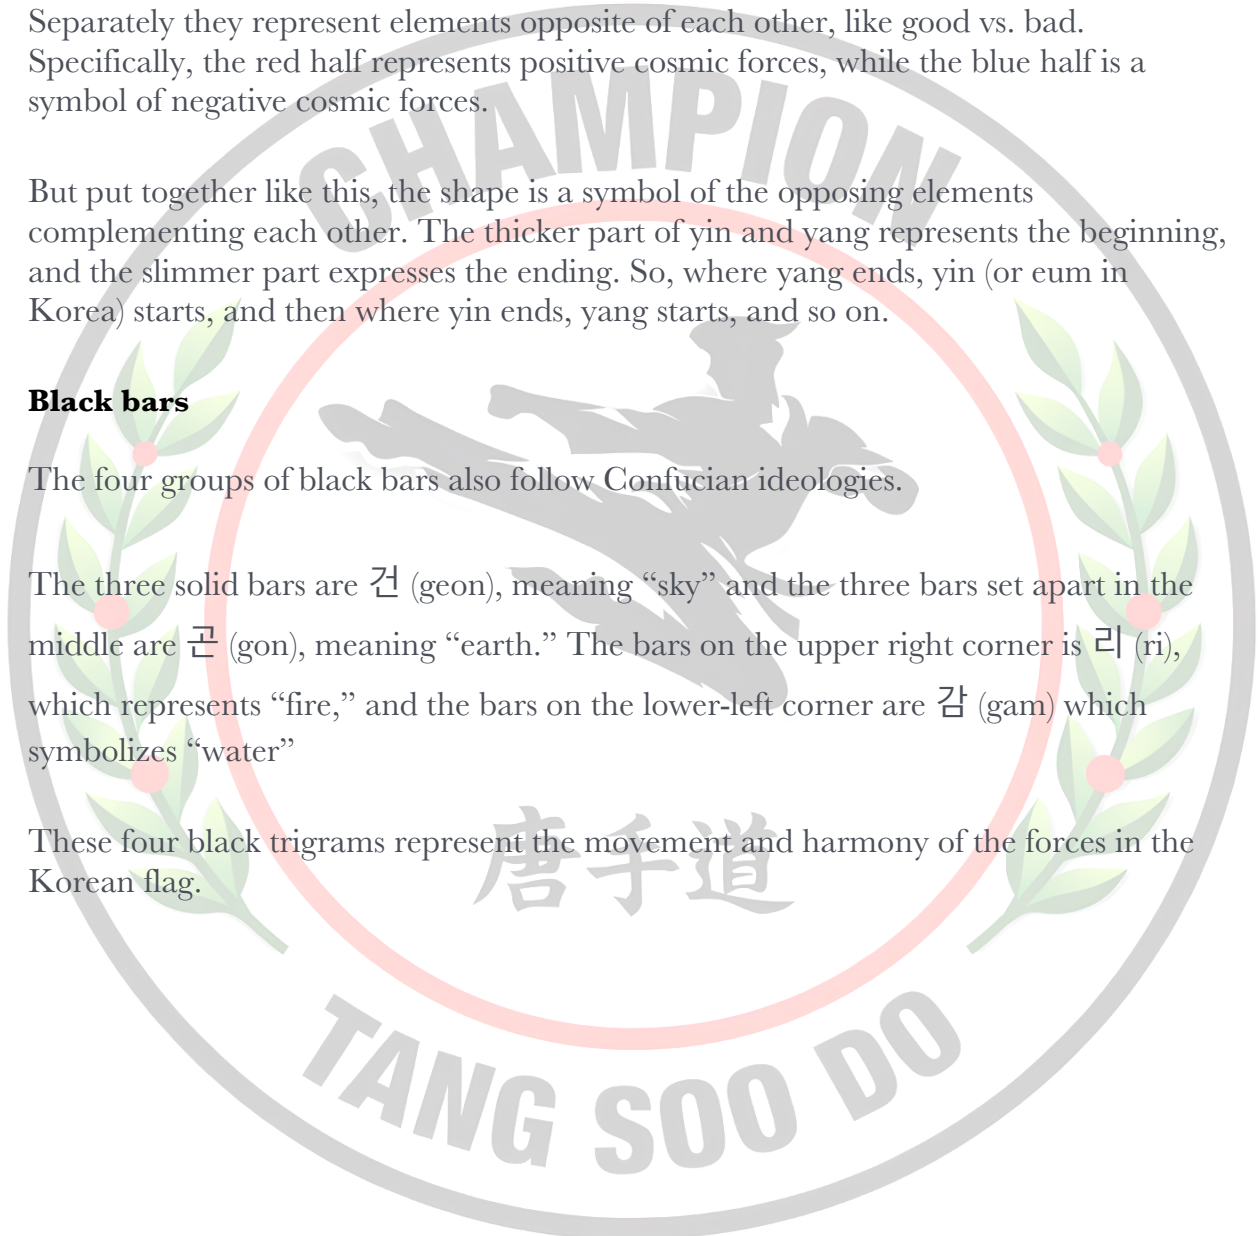 Separately they represent elements opposite of each other, like good vs. bad.
Specifically, the red half represents positive cosmic forces, while the blue half is a
symbol of negative cosmic forces.
CHAMPION
But put together like this, the shape is a symbol of the opposing elements
complementing each other. The thicker part of yin and yang represents the beginning,
and the slimmer part expresses the ending. So, where yang ends, yin (or eum in
Korea) starts, and then where yin ends, yang starts, and so on.
Black bars
The four groups of black bars also follow Confucian ideologies.
The three solid bars are 건 (geon), meaning “sky” and the three bars set apart in the
middle are 곤 (gon), meaning “earth.” The bars on the upper right corner is 리 (ri),
which represents “fire,” and the bars on the lower-left corner are 감 (gam) which
symbolizes “water”
These four black trigrams represent the movement and harmony of the forces in the
Korean flag.
唐手道
TANG SOO DO